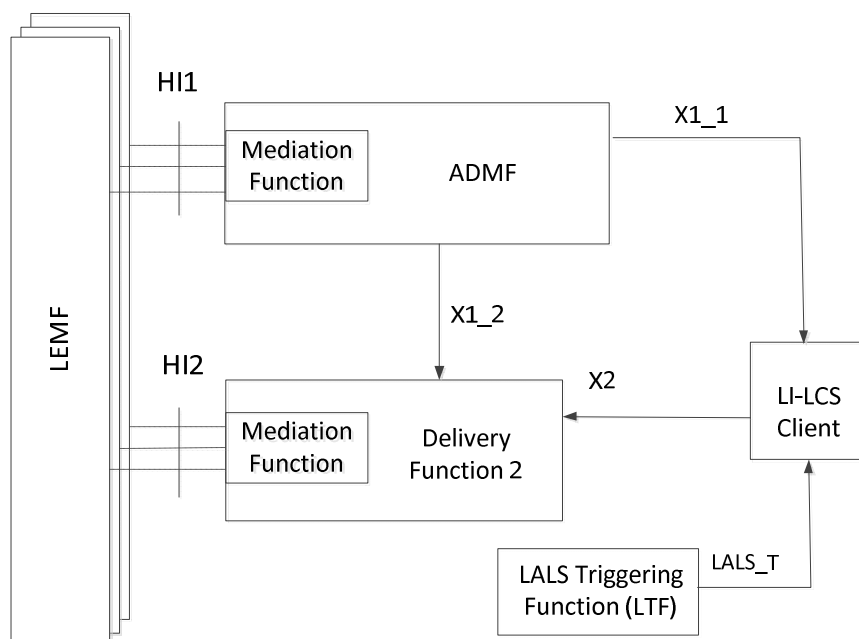 HI1
X1_1
Mediation
Function
ADMF
LEMF
X1_2
HI2
X2
LI-LCS
Client
Mediation
Function
Delivery
Function 2
LALS Triggering
Function (LTF)
LALS_T